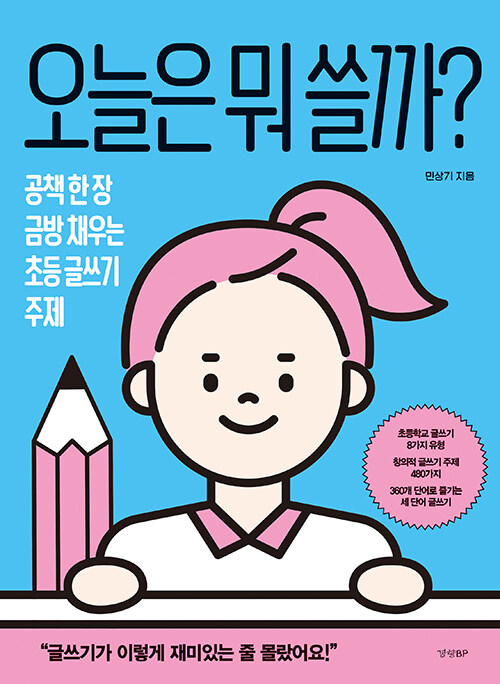 오늘은 뭐 쓸까?
민상기 지음
공책 한 장
금방 채우는
초등 글쓰기
주제
초등학교 글쓰기
8가지 유형
창의적 글쓰기 주제
480가지
360개 단어로 즐기는
세 단어 글쓰기
“글쓰기가 이렇게 재미있는 줄 몰랐어요!”
경향BP